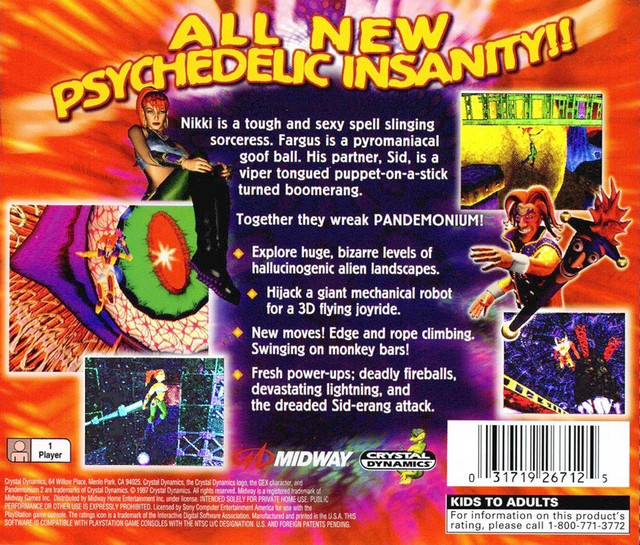 ALL NEW
PSYCHEDELIC INSANITY!!
Nikki is a tough and sexy spell slinging
sorceress. Fargus is a pyromaniacal
goof ball. His partner, Sid, is a
viper tongued puppet-on-a-stick
turned boomerang.
Together they wreak PANDEMONIUM!
Explore huge, bizarre levels of
hallucinogenic alien landscapes.
Hijack a giant mechanical robot
for a 3D flying joyride.
New moves! Edge and rope climbing.
Swinging on monkey bars!
Fresh power-ups; deadly fireballs,
devastating lightning, and
the dreaded Sid-erang attack.
1
Player
MIDWAY
CRYSTAL
DYNAMICS
Crystal Dynamics, 64 Willow Place, Menlo Park, CA 94025. Crystal Dynamics, the Crystal Dynamics logo, the GEX character, and
Pandemonium 2 are trademarks of Crystal Dynamics. © 1997 Crystal Dynamics. All rights reserved. Midway is a registered trademark of
Midway Games Inc. Distributed by Midway Home Entertainment Inc. under license. INTENDED SOLELY FOR PRIVATE HOME USE. PUBLIC
PERFORMANCE OR OTHER USE IS EXPRESSLY PROHIBITED. Licensed by Sony Computer Entertainment America for use with the
PlayStation game console. The ratings icon is a trademark of the Interactive Digital Software Association. Manufactured and printed in the U.S.A. THIS
SOFTWARE IS COMPATIBLE WITH PLAYSTATION GAME CONSOLES WITH THE NTSC U/C DESIGNATION. U.S. AND FOREIGN PATENTS PENDING.
0 31719 26712 5
KIDS TO ADULTS
For information on this product's
rating, please call 1-800-771-3772